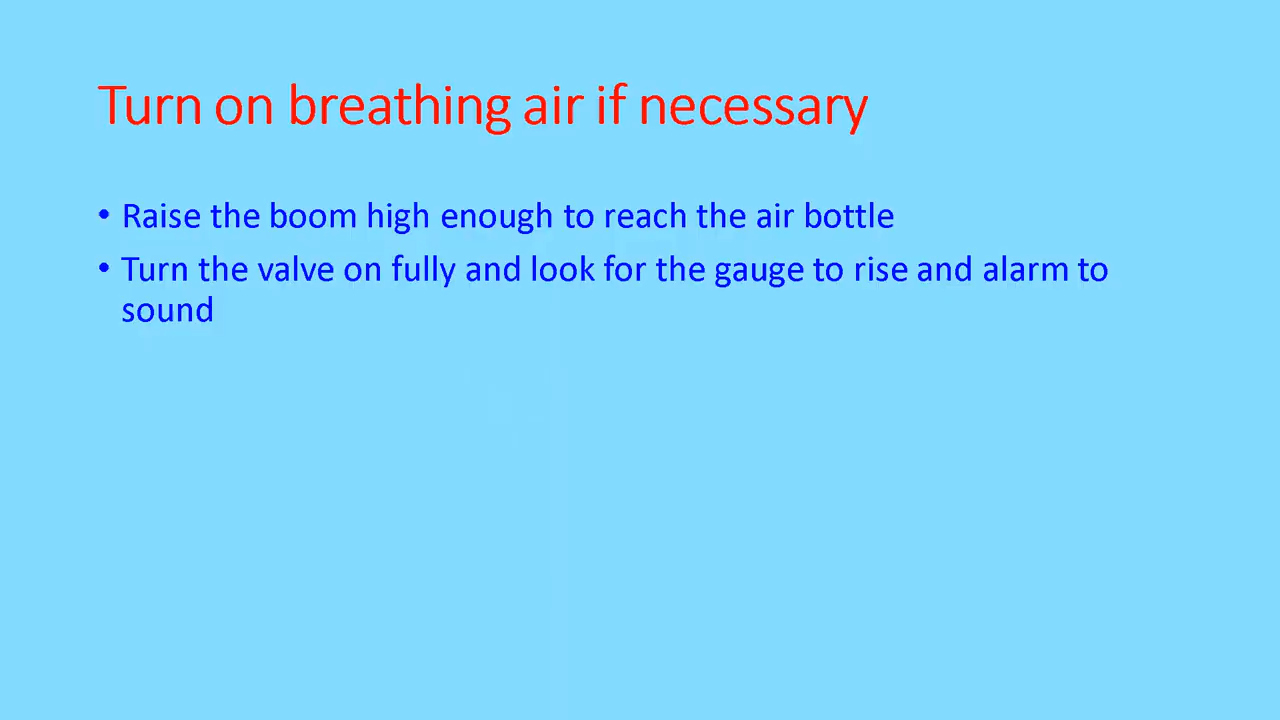 Turn on breathing air if necessary
• Raise the boom high enough to reach the air bottle
• Turn the valve on fully and look for the gauge to rise and alarm to
sound